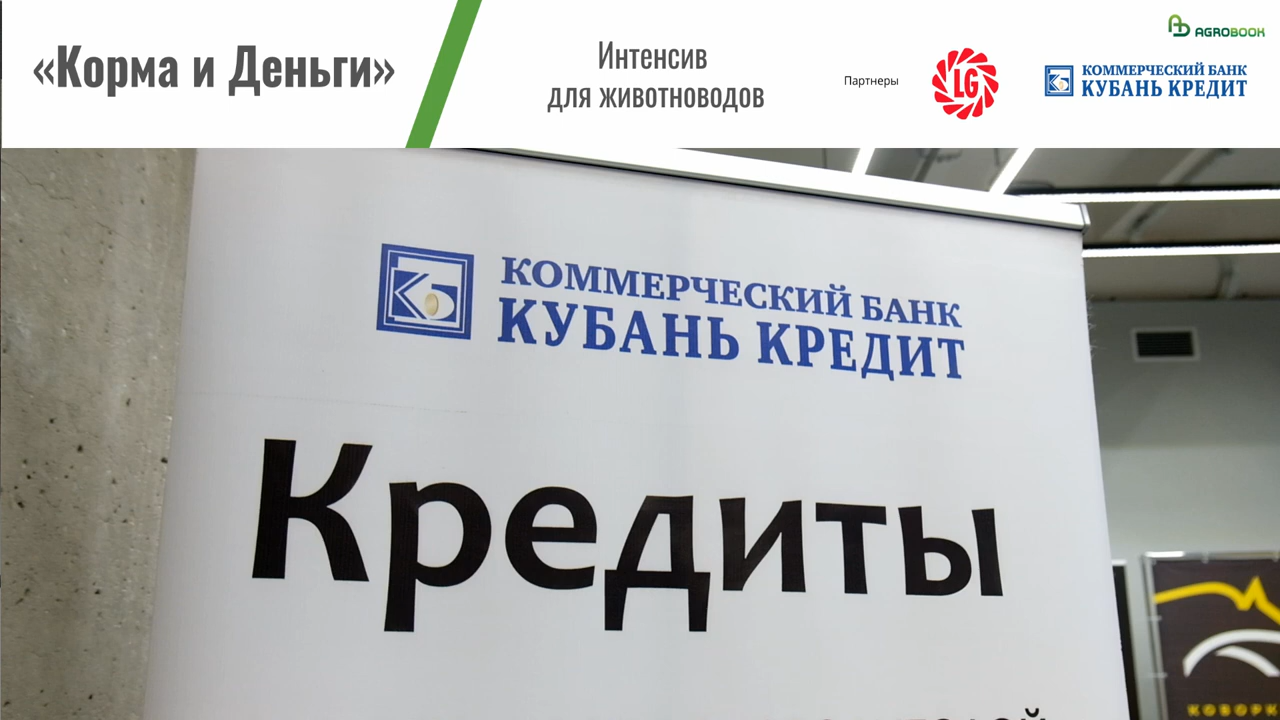 «Корма и Деньги»
Интенсив
для животноводов
Партнеры
LG
AGROBOOK
КОММЕРЧЕСКИЙ БАНК
КУБАНЬ КРЕДИТ
КОММЕРЧЕСКИЙ БАНК
КУБАНЬ КРЕДИТ
Кредиты